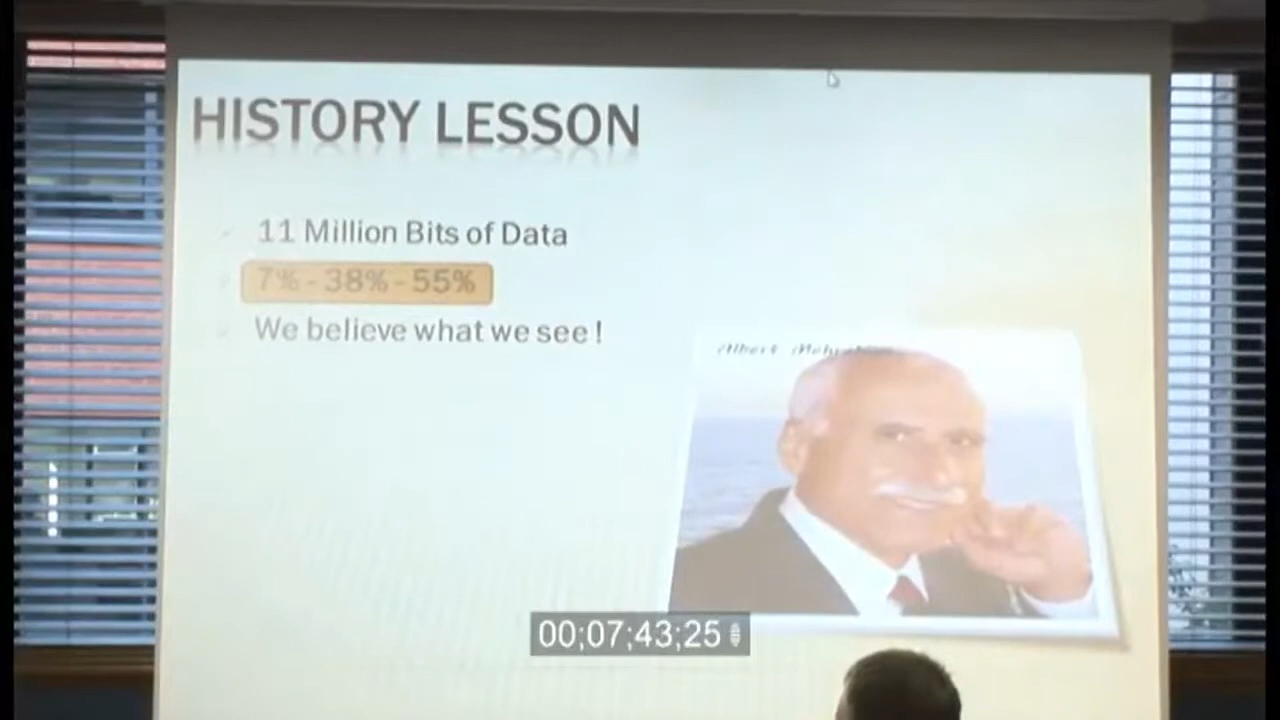 HISTORY LESSON
11 Million Bits of Data
7% - 38% - 55%
We believe what we see !
Albert
00;07;43;25